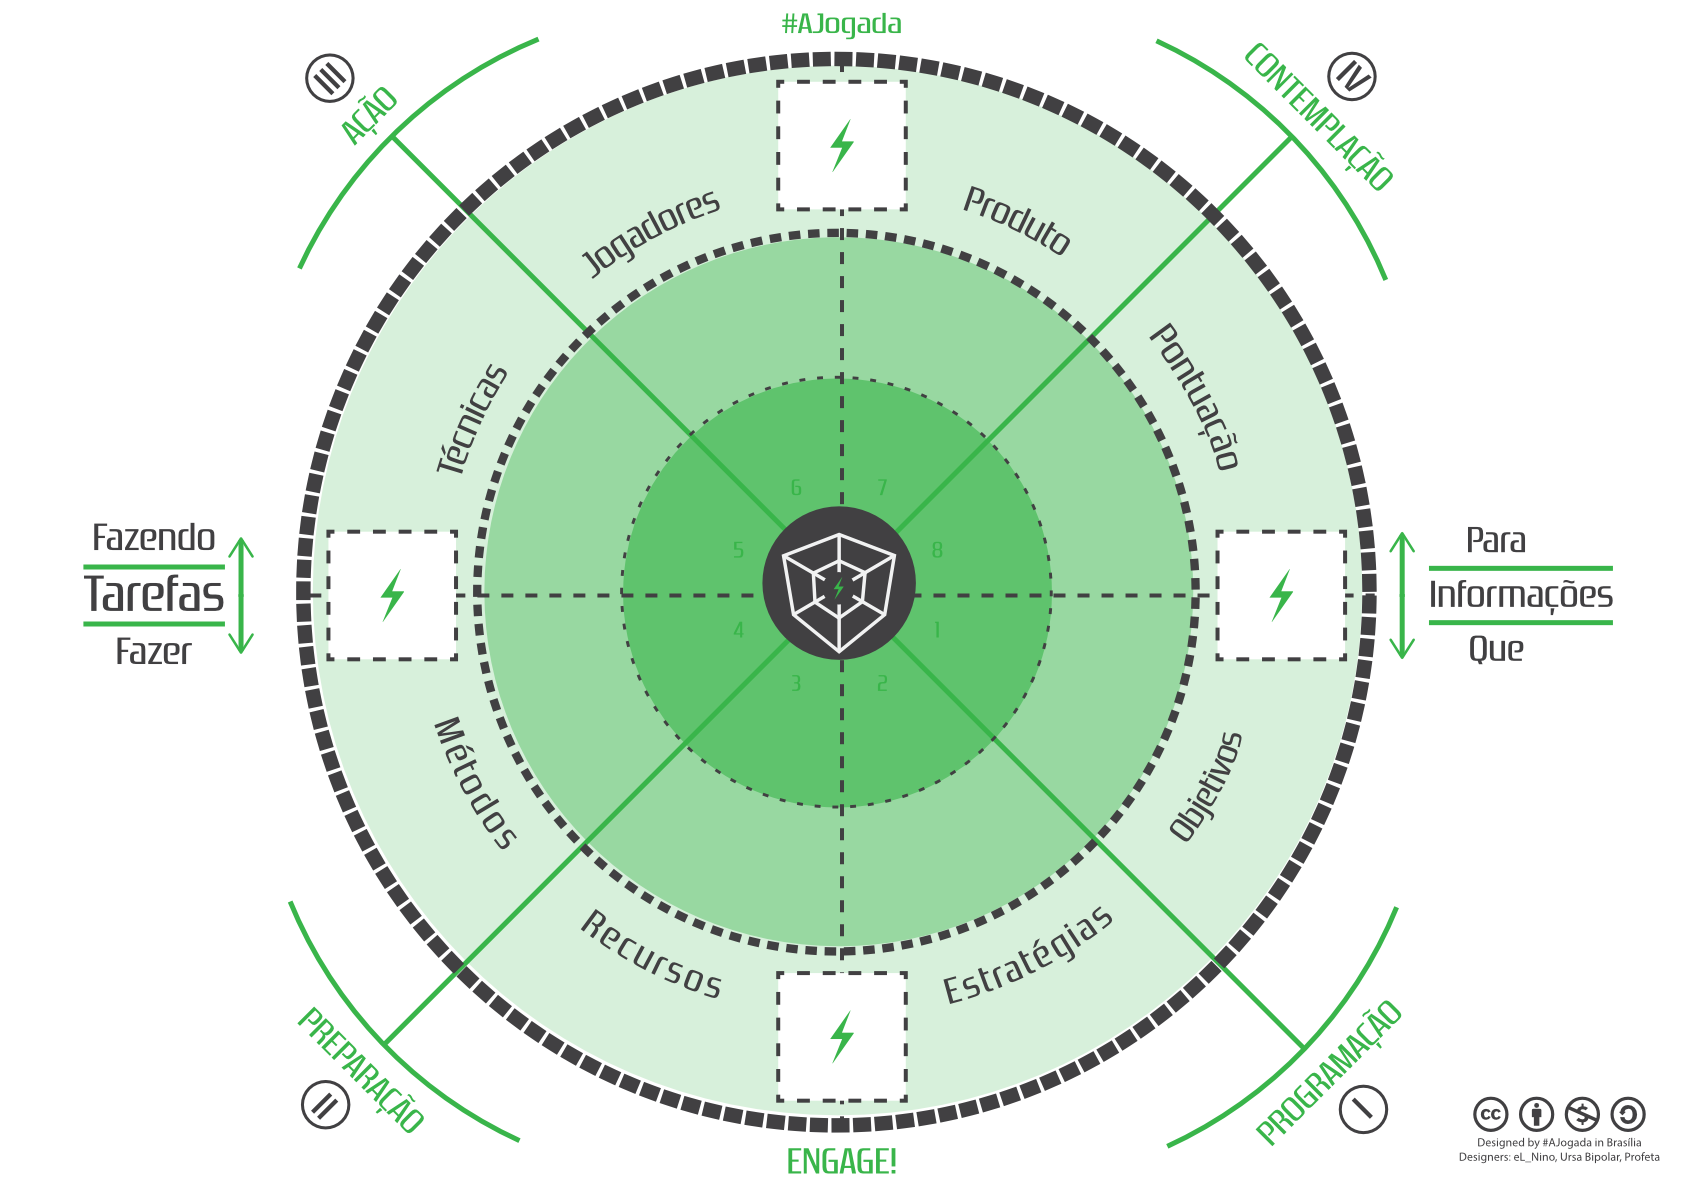 #AJogada
III
AÇÃO
IV
CONTEMPLAÇÃO
Jogadores
Produto
Técnicas
Pontuação
6
7
5
8
Fazendo
Tarefas
Fazer
Para
Informações
Que
4
1
3
2
Métodos
Objetivos
Recursos
Estratégias
PREPARAÇÃO
II
PROGRAMAÇÃO
I
ENGAGE!
cc
Designed by #AJogada in Brasília
Designers: eL_Nino, Ursa Bipolar, Profeta